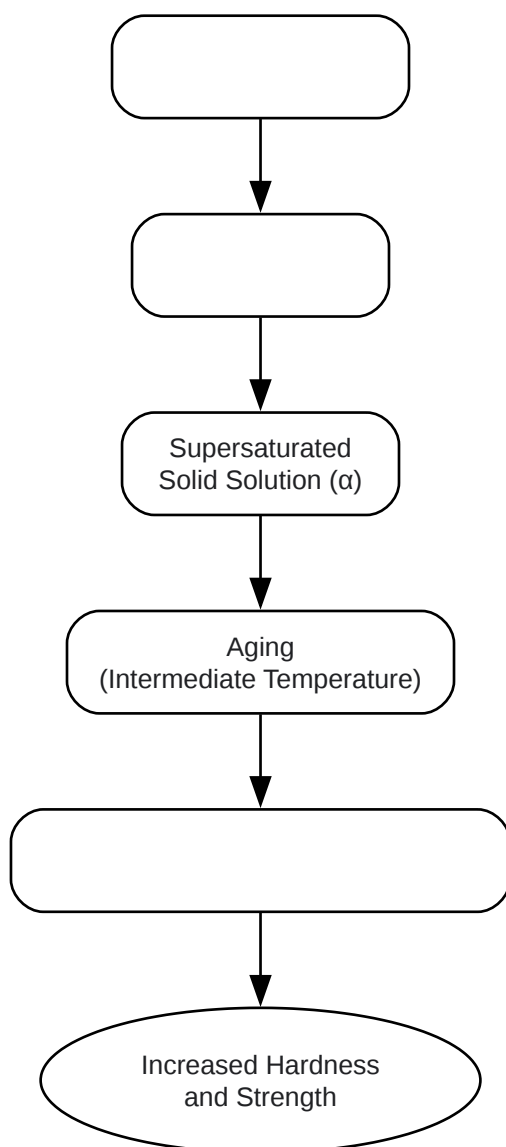 Supersaturated
Solid Solution (α)
Aging
(Intermediate Temperature)
Increased Hardness
and Strength